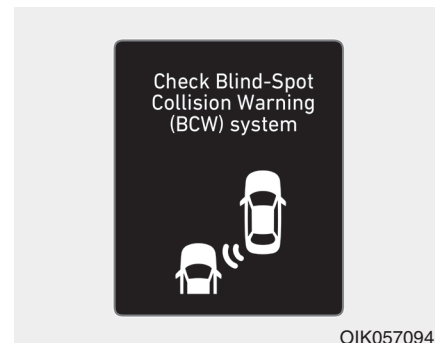 Check Blind-Spot
Collision Warning
(BCW) system
OIK057094